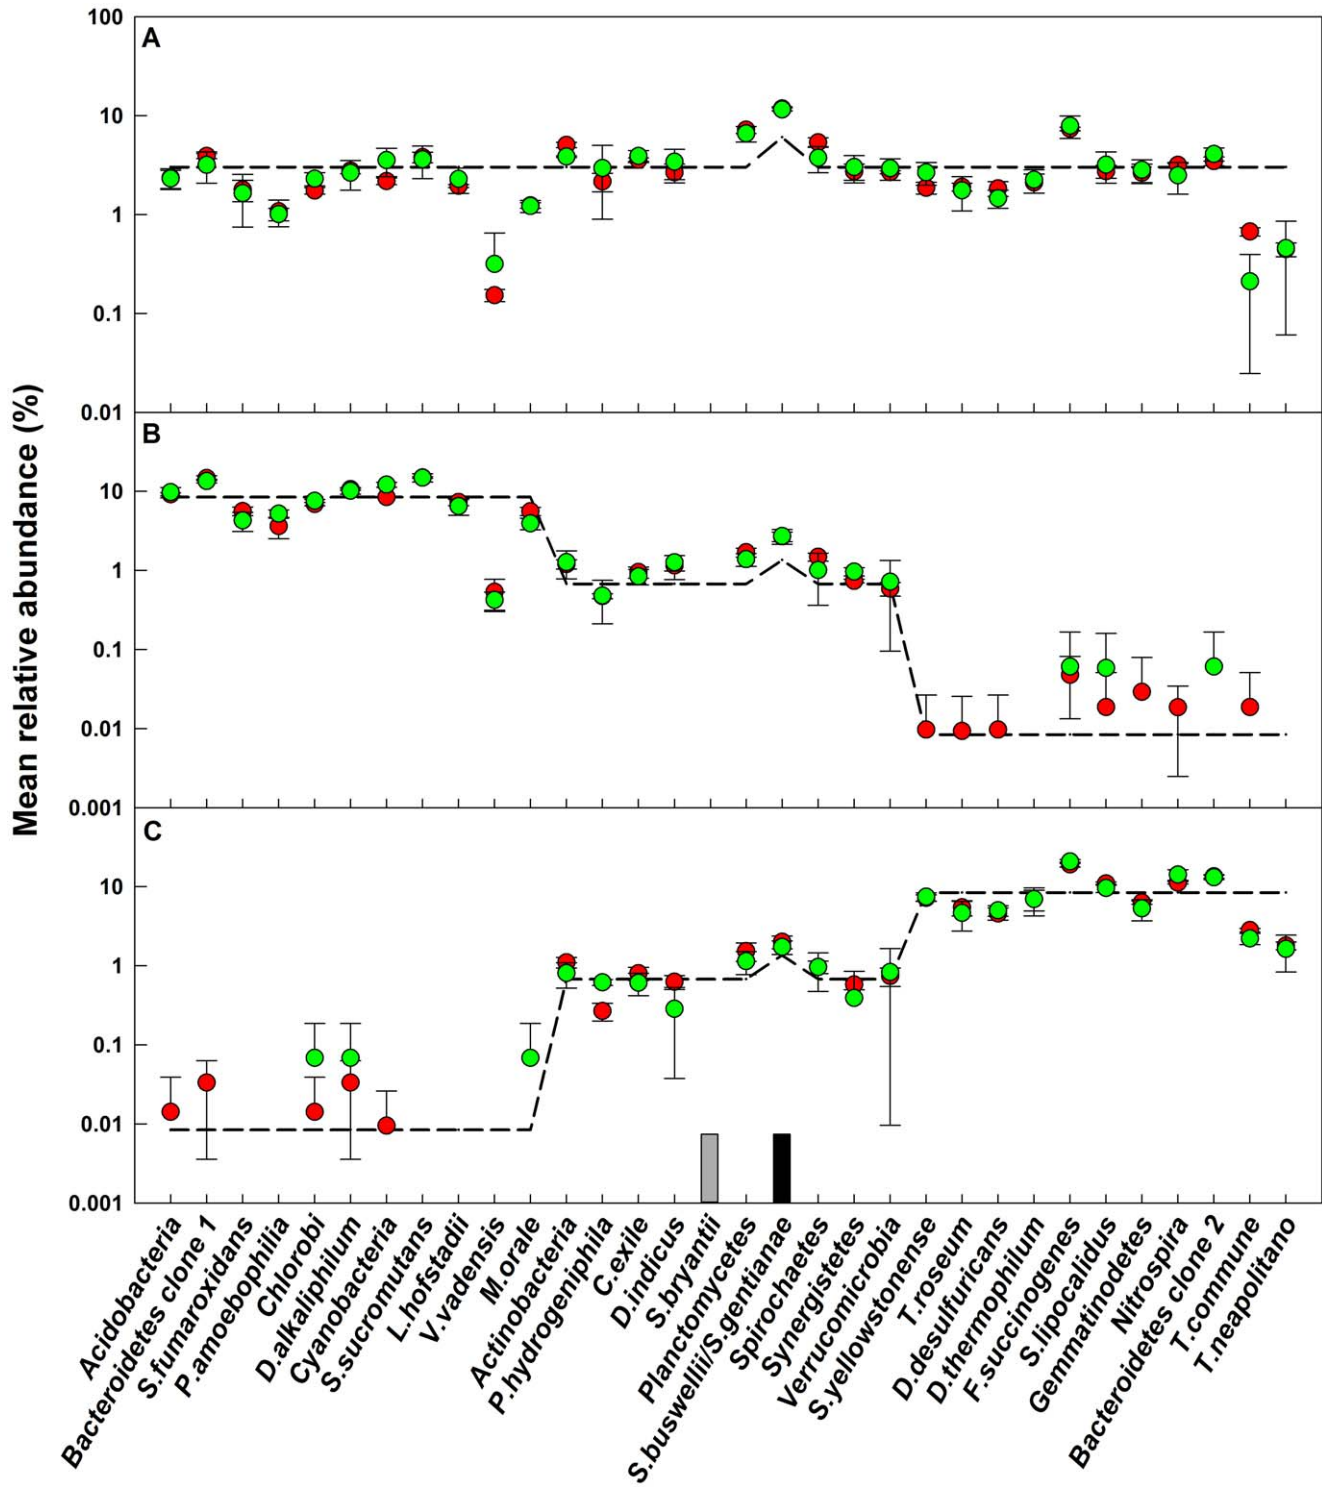 Mean relative abundance (%)
A
100
10
1
0.1
0.01
B
10
1
0.1
0.01
0.001
C
10
1
0.1
0.01
0.001
Acidobacteria
Bacteroidetes clone 1
S.fumaroxidans
P.amoebophilia
Chlorobi
D.alkaliphilum
Cyanobacteria
S.sucromutans
L.hofstadii
V.vadensis
M.morale
Actinobacteria
P.hydrogeniphila
C.exile
D.indicus
S.bryantii
Planctomycetes
S.buswellii/S.gentianae
Spirochaetes
Synergistetes
Verrucomicrobia
S.yellowstonense
T.roseum
D.desulfuricans
D.thermophilum
F.succinogenes
S.lipocalidus
Gemmatinodetes
Nitrospira
Bacteroidetes clone 2
T.commune
T.neapolitano